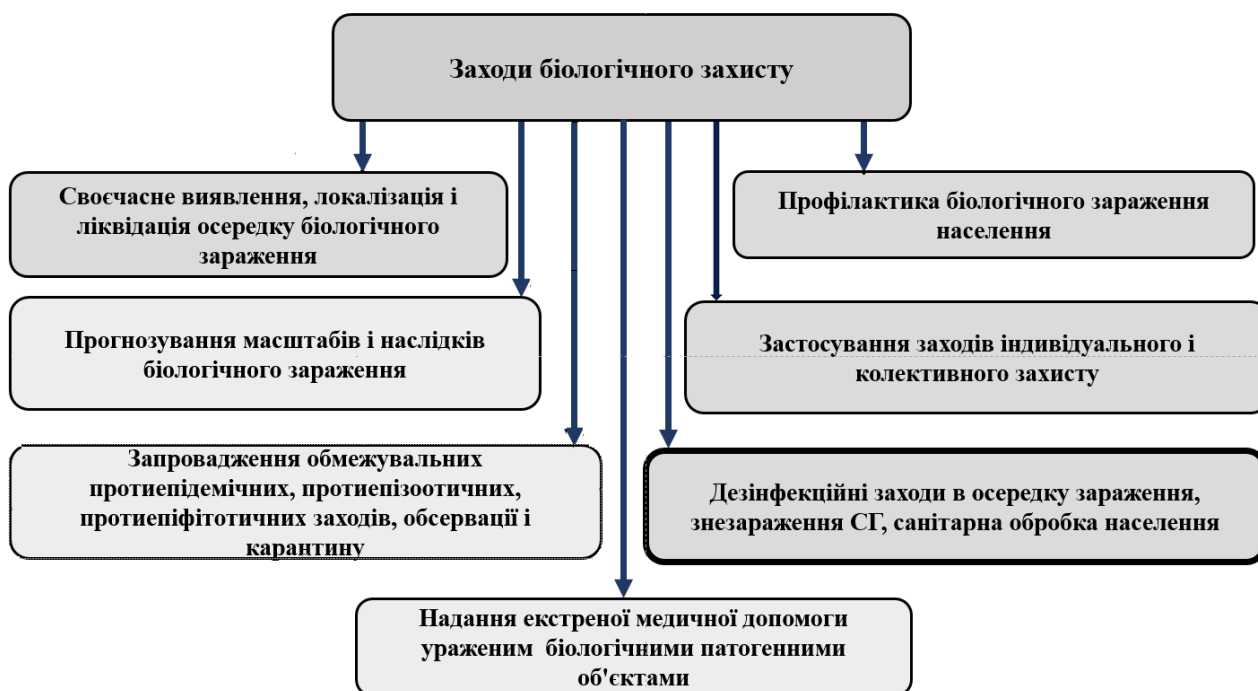 Заходи біологічного захисту
Своєчасне виявлення, локалізація і
ліквідація осередку біологічного
зараження
Профілактика біологічного зараження
населення
Прогнозування масштабів і наслідків
біологічного зараження
Застосування заходів індивідуального і
колективного захисту
Запровадження обмежувальних
протиепідемічних, протиепізоотичних,
протиепіфітотичних заходів, обсервації і
карантину
Дезінфекційні заходи в осередку зараження,
знезараження СГ, санітарна обробка населення
Надання екстреної медичної допомоги
ураженим біологічними патогенними
об'єктами